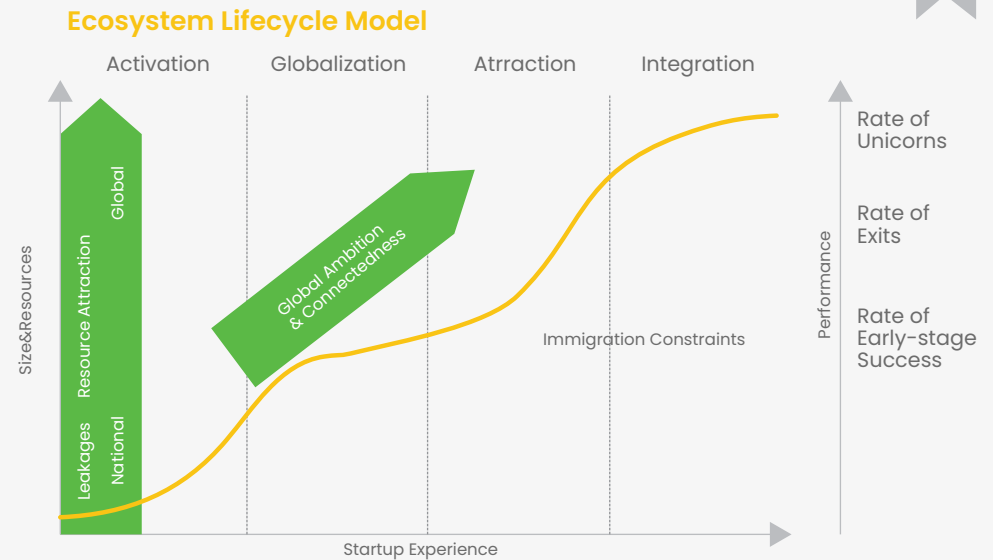 Ecosystem Lifecycle Model
Activation
Globalization
Atrraction
Integration
Size&Resources
Leakages
Resource Attraction
National
Global
Global Ambition
& Connectedness
Immigration Constraints
Startup Experience
Performance
Rate of
Unicorns
Rate of
Exits
Rate of
Early-stage
Success